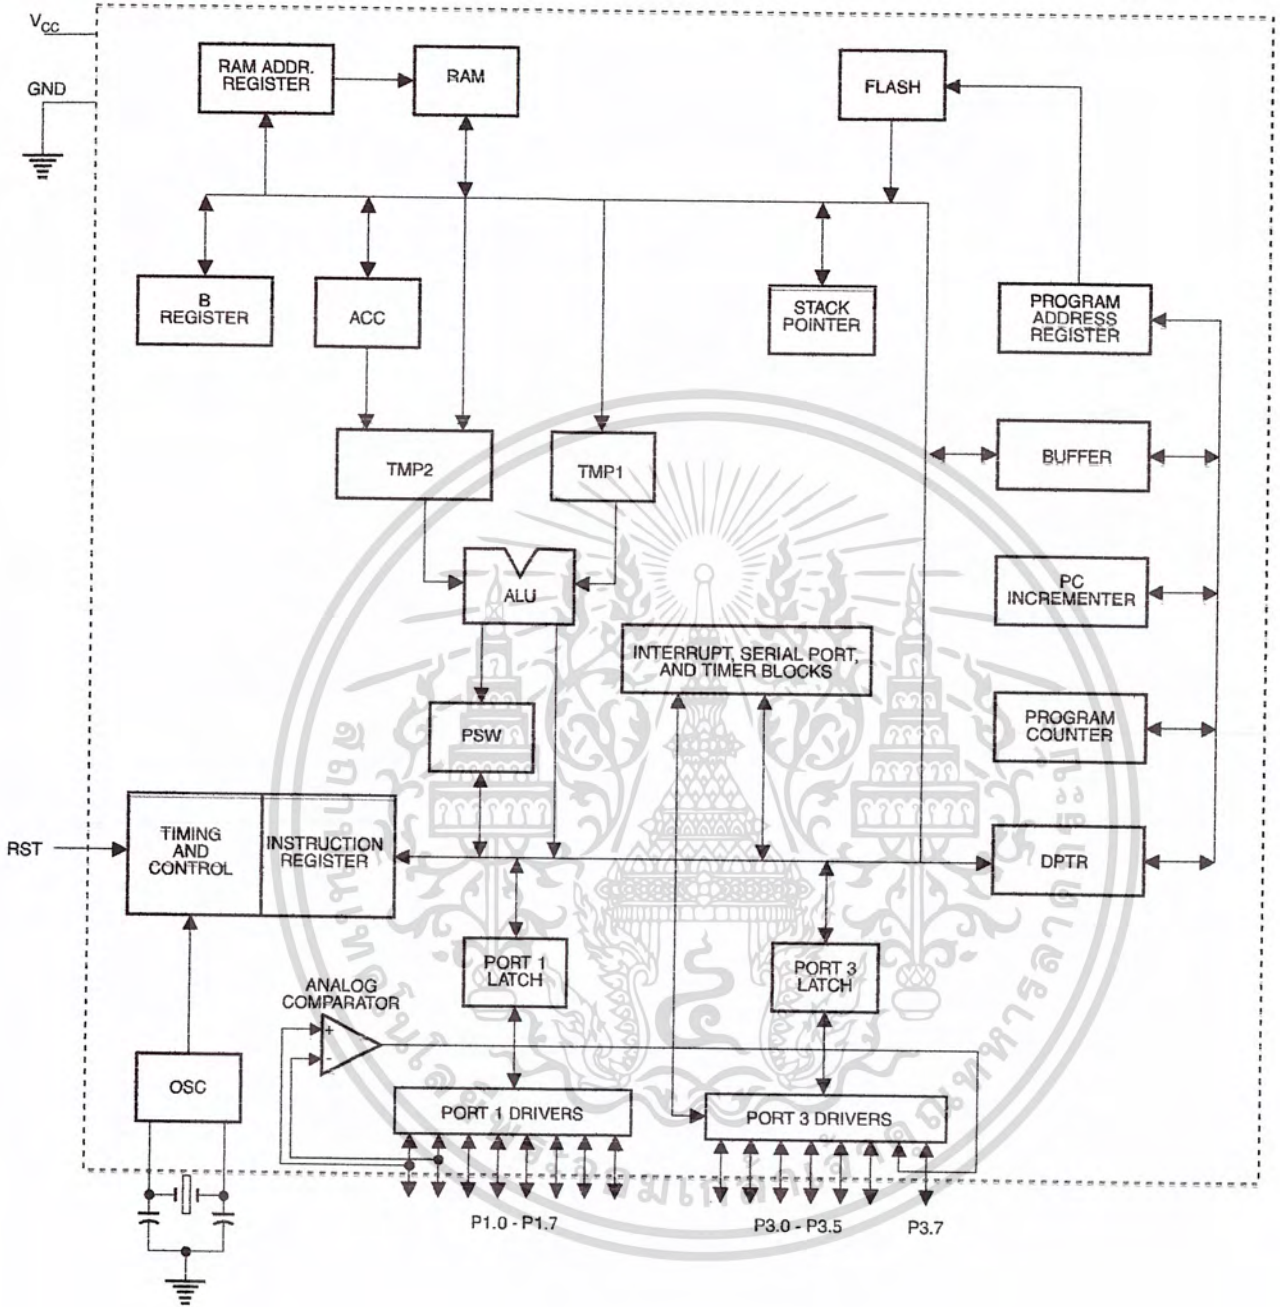 VCC
GND
RAM ADDR.
REGISTER
RAM
FLASH
B
REGISTER
ACC
STACK
POINTER
PROGRAM
ADDRESS
REGISTER
TMP2
TMP1
BUFFER
ALU
PC
INCREMENTER
INTERRUPT, SERIAL PORT,
AND TIMER BLOCKS
PSW
PROGRAM
COUNTER
RST
TIMING
AND
CONTROL
INSTRUCTION
REGISTER
DPTR
PORT 1
LATCH
PORT 3
LATCH
ANALOG
COMPARATOR
+
-
OSC
PORT 1 DRIVERS
PORT 3 DRIVERS
P1.0 - P1.7
P3.0 - P3.5
P3.7